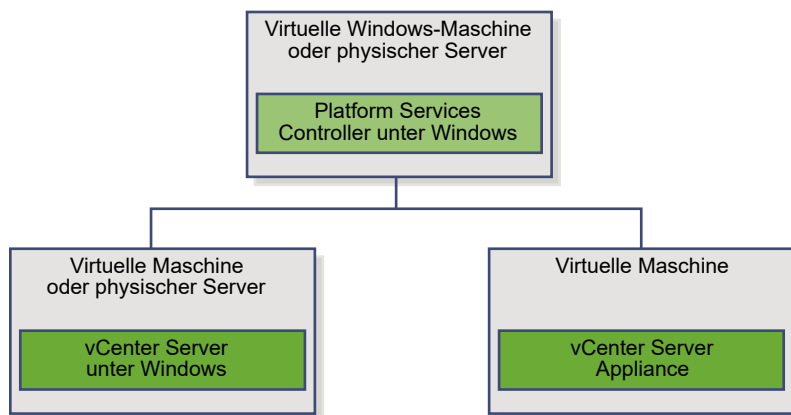 Virtuelle Windows-Maschine
oder physischer Server
Platform Services
Controller unter Windows
Virtuelle Maschine
oder physischer Server
vCenter Server
unter Windows
Virtuelle Maschine
vCenter Server
Appliance